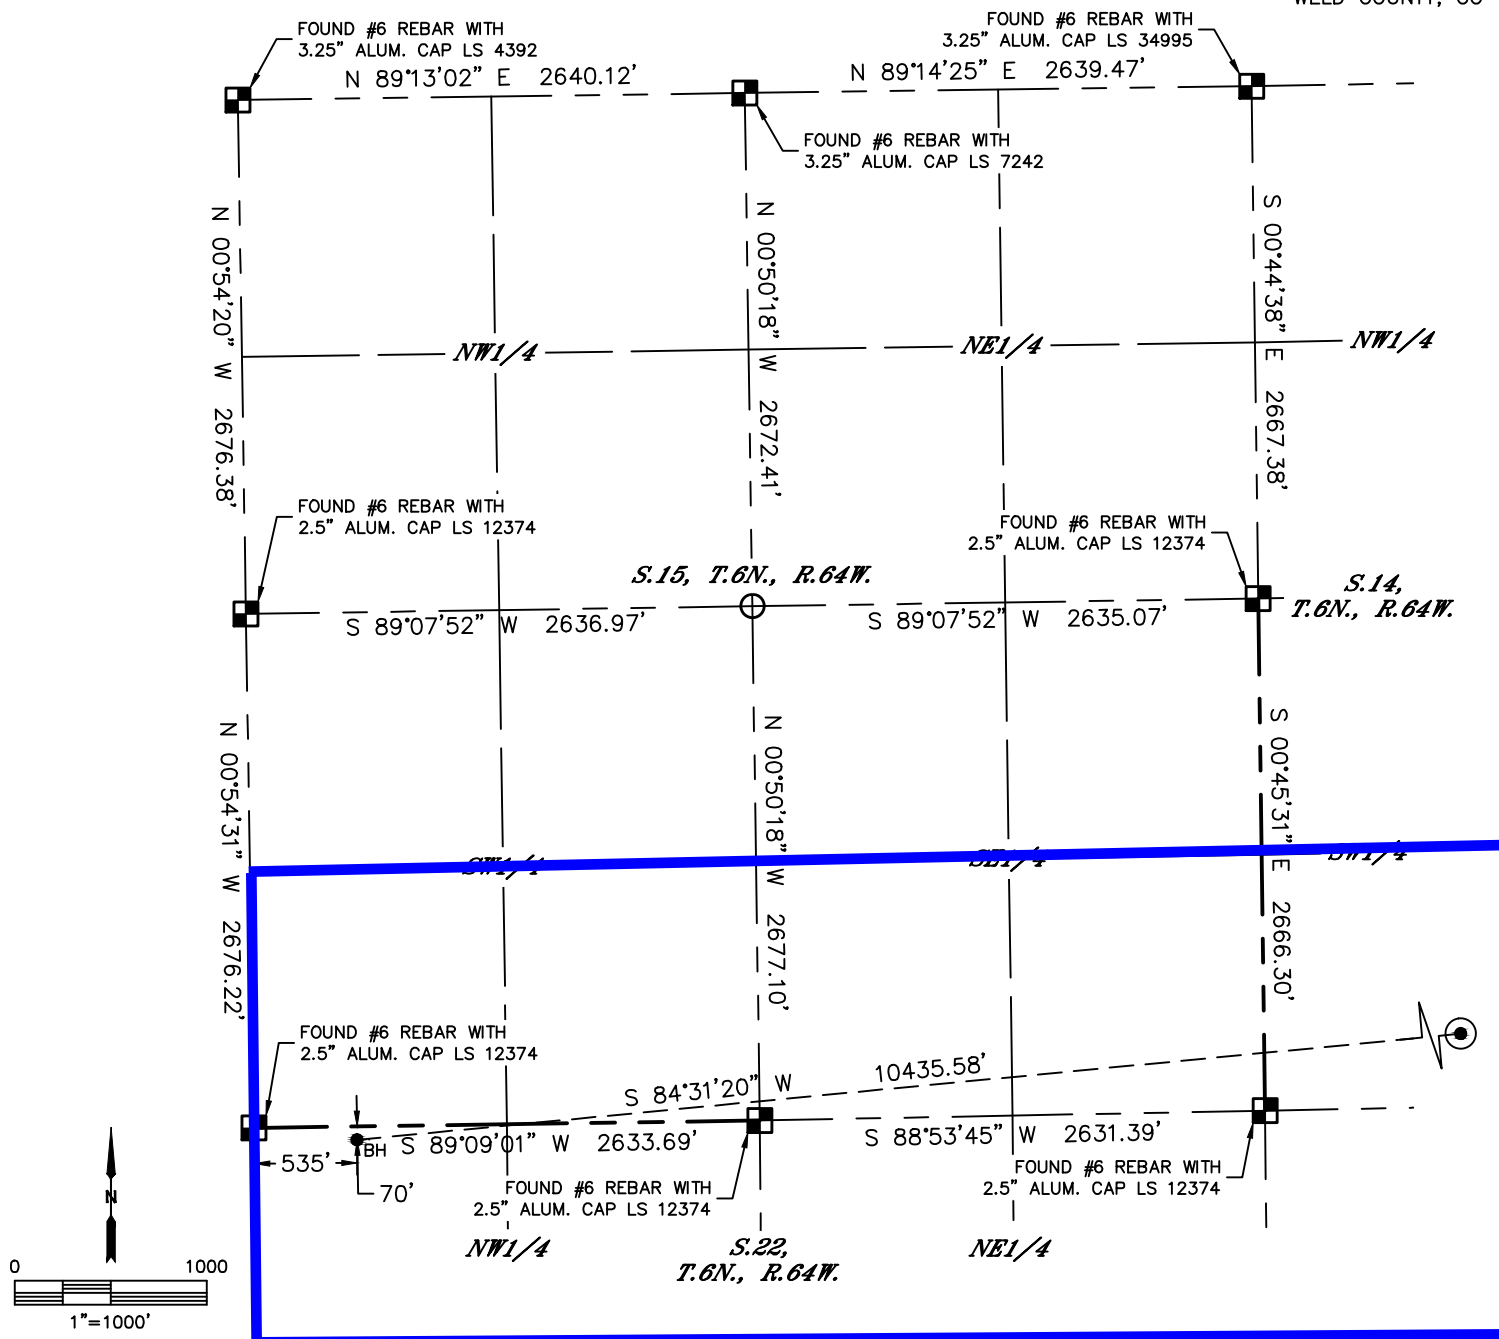 FOUND #6 REBAR WITH
3.25" ALUM. CAP LS 4392
FOUND #6 REBAR WITH
3.25" ALUM. CAP LS 34995
N 89°13'02" E 2640.12'
N 89°14'25" E 2639.47'
FOUND #6 REBAR WITH
3.25" ALUM. CAP LS 7242
N 00°54'20" W 2676.38'
N 00°50'18" W 2672.41'
S 00°44'38" E 2667.38'
NW1/4
NE1/4
NW1/4
FOUND #6 REBAR WITH
2.5" ALUM. CAP LS 12374
FOUND #6 REBAR WITH
2.5" ALUM. CAP LS 12374
S.15, T.6N., R.64W.
S.14,
T.6N., R.64W.
S 89°07'52" W 2636.97'
S 89°07'52" W 2635.07'
N 00°54'31" W 2676.22'
N 00°50'18" W 2677.10'
S 00°45'31" E 2666.30'
SW1/4
SE1/4
SW1/4
FOUND #6 REBAR WITH
2.5" ALUM. CAP LS 12374
S 84°31'20" W 10435.58'
BH
S 89°09'01" W 2633.69'
S 88°53'45" W 2631.39'
535'
70'
FOUND #6 REBAR WITH
2.5" ALUM. CAP LS 12374
FOUND #6 REBAR WITH
2.5" ALUM. CAP LS 12374
N
NW1/4
S.22,
T.6N., R.64W.
NE1/4
0 1000
1"=1000'